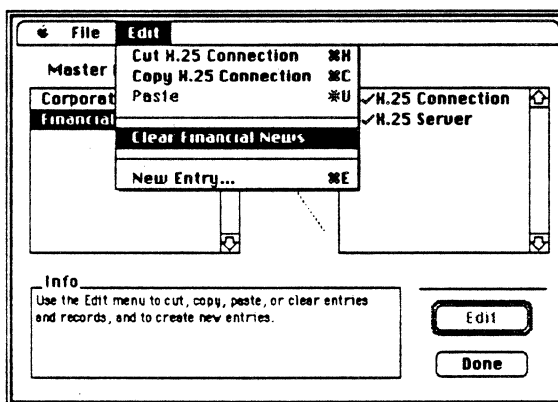 File Edit
Cut X.25 Connection ⌘X
Copy X.25 Connection ⌘C
Paste ⌘V
Clear Financial News
New Entry... ⌘E
Master
Corporat
Financial
✓X.25 Connection
✓X.25 Server
Info
Use the Edit menu to cut, copy, paste, or clear entries
and records, and to create new entries.
Edit
Done